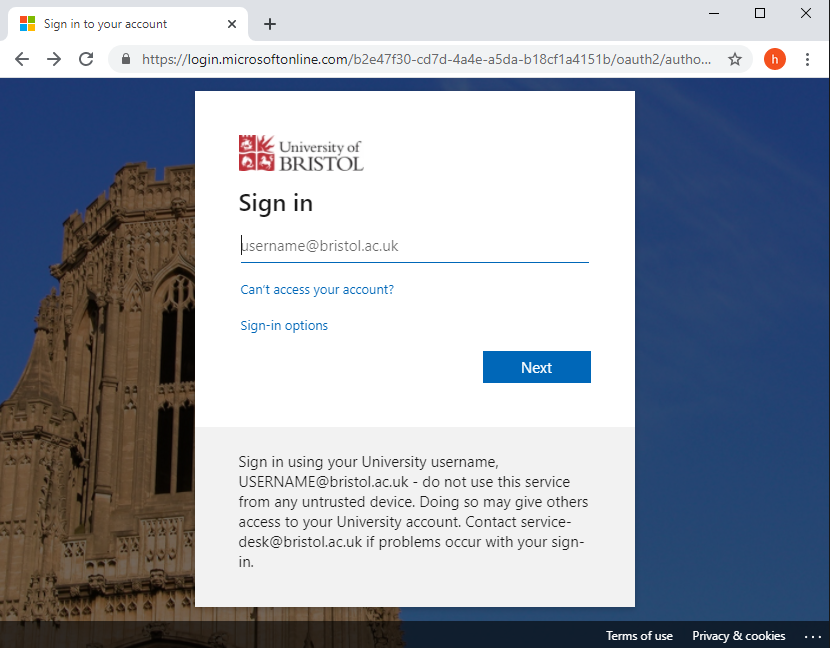 Sign in to your account
https://login.microsoftonline.com/b2e47f30-cd7d-4a4e-a5da-b18cf1a4151b/oauth2/autho...
h
University of
BRISTOL
Sign in
username@bristol.ac.uk
Can't access your account?
Sign-in options
Next
Sign in using your University username,
USERNAME@bristol.ac.uk - do not use this service
from any untrusted device. Doing so may give others
access to your University account. Contact service-
desk@bristol.ac.uk if problems occur with your sign-
in.
Terms of use Privacy & cookies ...